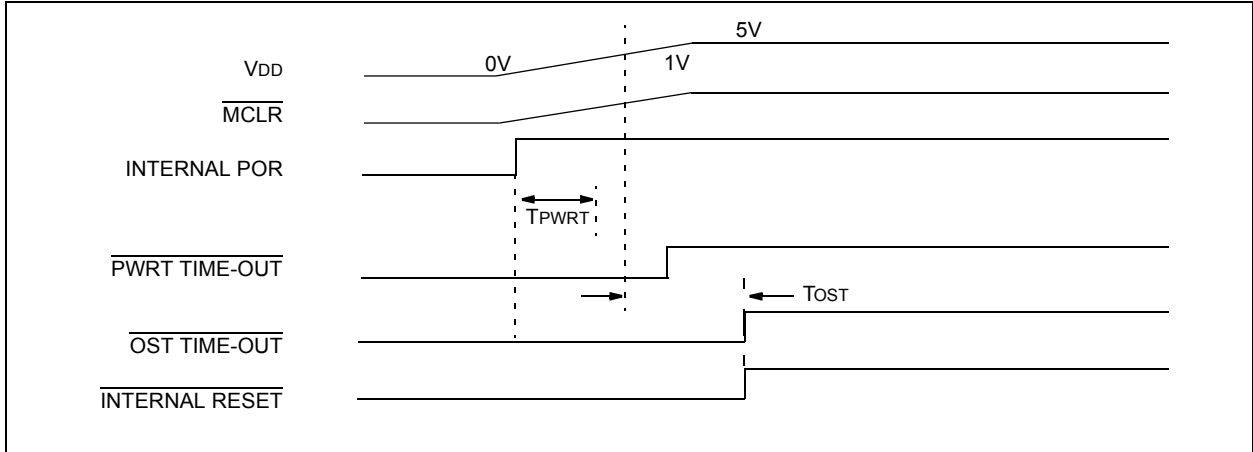 5V
VDD
0V
1V
MCLR
INTERNAL POR
TPWRT
PWRT TIME-OUT
TOST
OST TIME-OUT
INTERNAL RESET